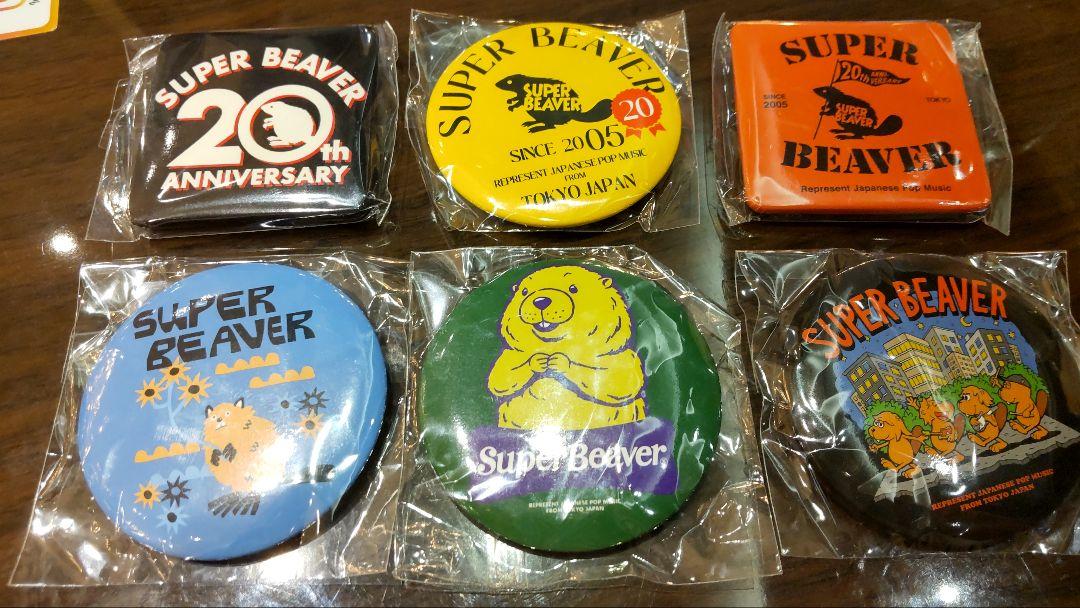 SUPER BEAVER
20th
ANNIVERSARY
SUPER BEAVER
SUPER
BEAVER
20
SINCE 2005
REPRESENT JAPANESE POP MUSIC
FROM
TOKYO JAPAN
SUPER
20th ANNIVERSARY
SINCE
2005
TOKYO
SUPER
BEAVER
BEAVER
Represent Japanese Pop Music
SUPER
BEAVER
Super Beaver
REPRESENT JAPANESE POP MUSIC
FROM TOKYO JAPAN
SUPER BEAVER
REPRESENT JAPANESE POP MUSIC
FROM TOKYO JAPAN